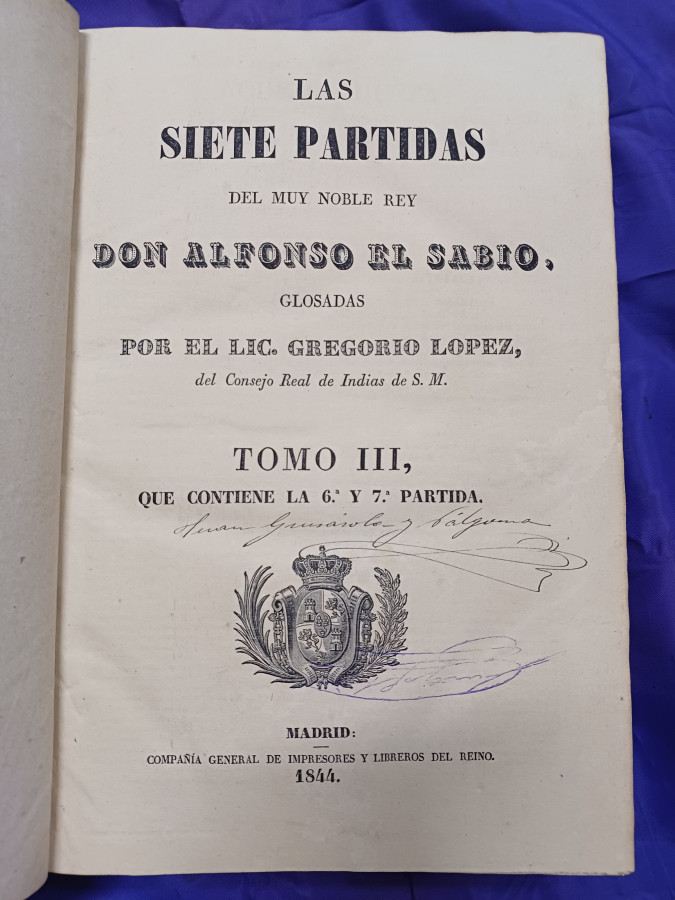 LAS
SIETE PARTIDAS
DEL MUY NOBLE REY
DON ALFONSO EL SABIO,
GLOSADAS
POR EL LIC. GREGORIO LOPEZ,
del Consejo Real de Indias de S. M.
TOMO III,
QUE CONTIENE LA 6.ª Y 7.ª PARTIDA.
y
MADRID:
COMPAÑÍA GENERAL DE IMPRESORES Y LIBREROS DEL REINO.
1844.